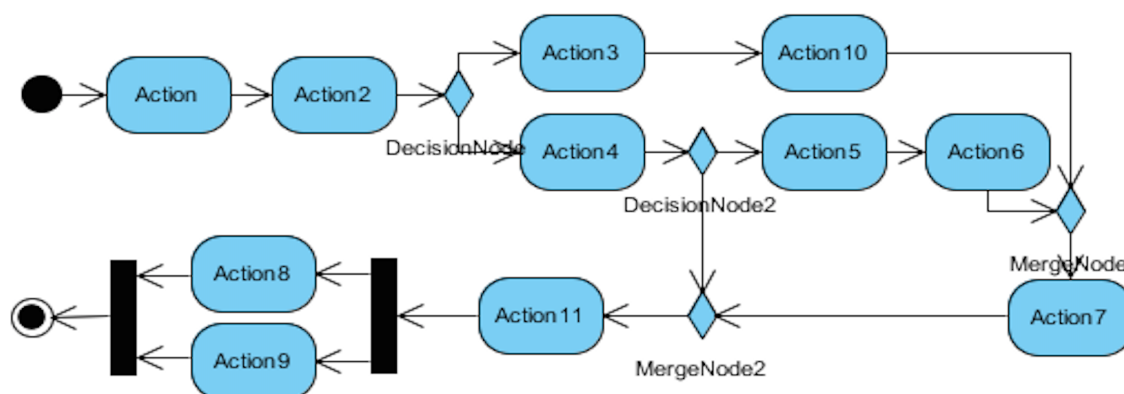 Action3
Action10
Action
Action2
DecisionNode
Action4
Action5
Action6
DecisionNode2
MergeNode
Action8
Action11
Action7
Action9
MergeNode2